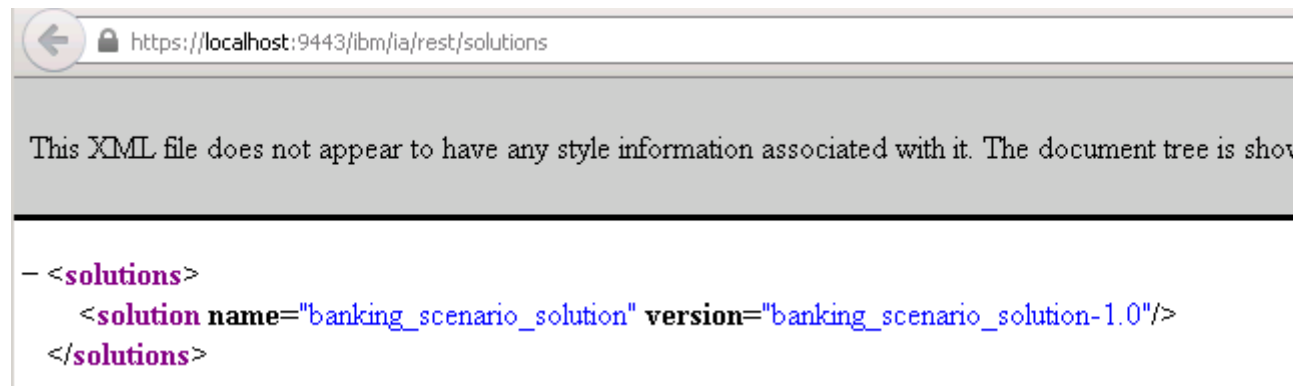 https://localhost:9443/ibm/ia/rest/solutions
This XML file does not appear to have any style information associated with it. The document tree is
– <solutions>
<solution name="banking_scenario_solution" version="banking_scenario_solution-1.0"/>
</solutions>